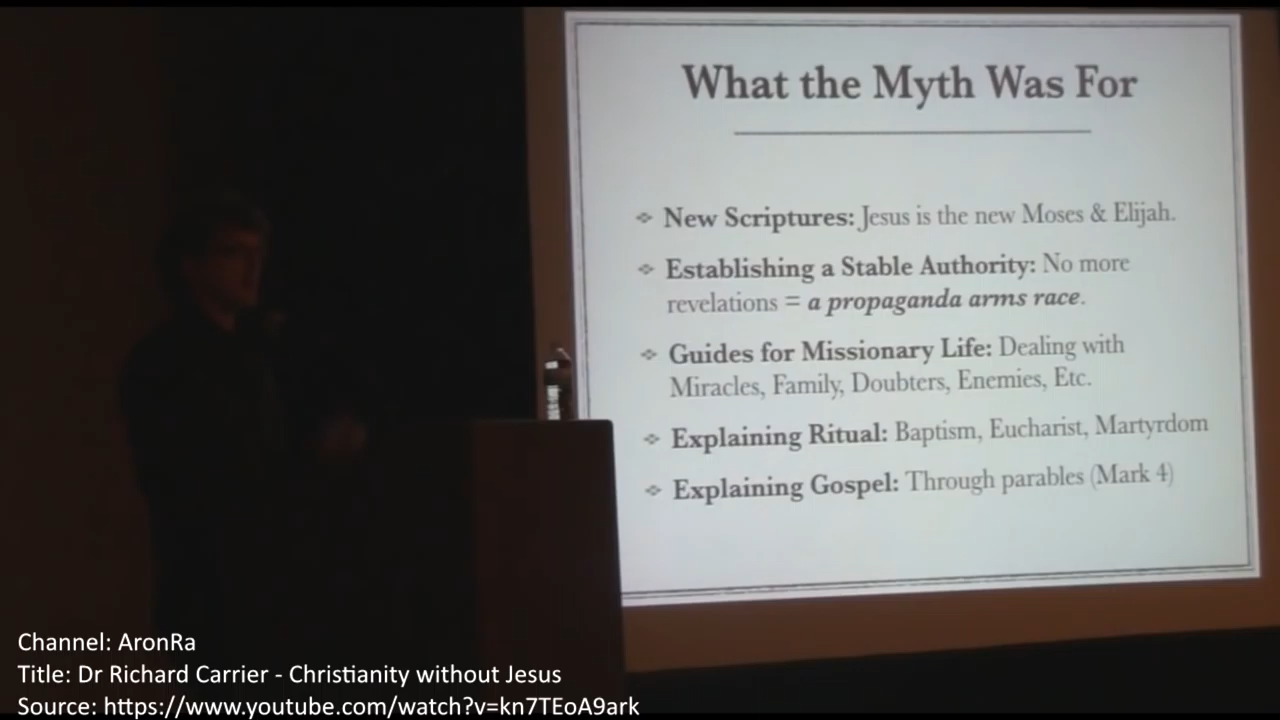 What the Myth Was For
New Scriptures: Jesus is the new Moses & Elijah.
Establishing a Stable Authority: No more
revelations = a propaganda arms race.
Guides for Missionary Life: Dealing with
Miracles, Family, Doubters, Enemies, Etc.
Explaining Ritual: Baptism, Eucharist, Martyrdom
Explaining Gospel: Through parables (Mark 4)
Channel: AronRa
Title: Dr Richard Carrier - Christianity without Jesus
Source: https://www.youtube.com/watch?v=kn7TEoA9ark